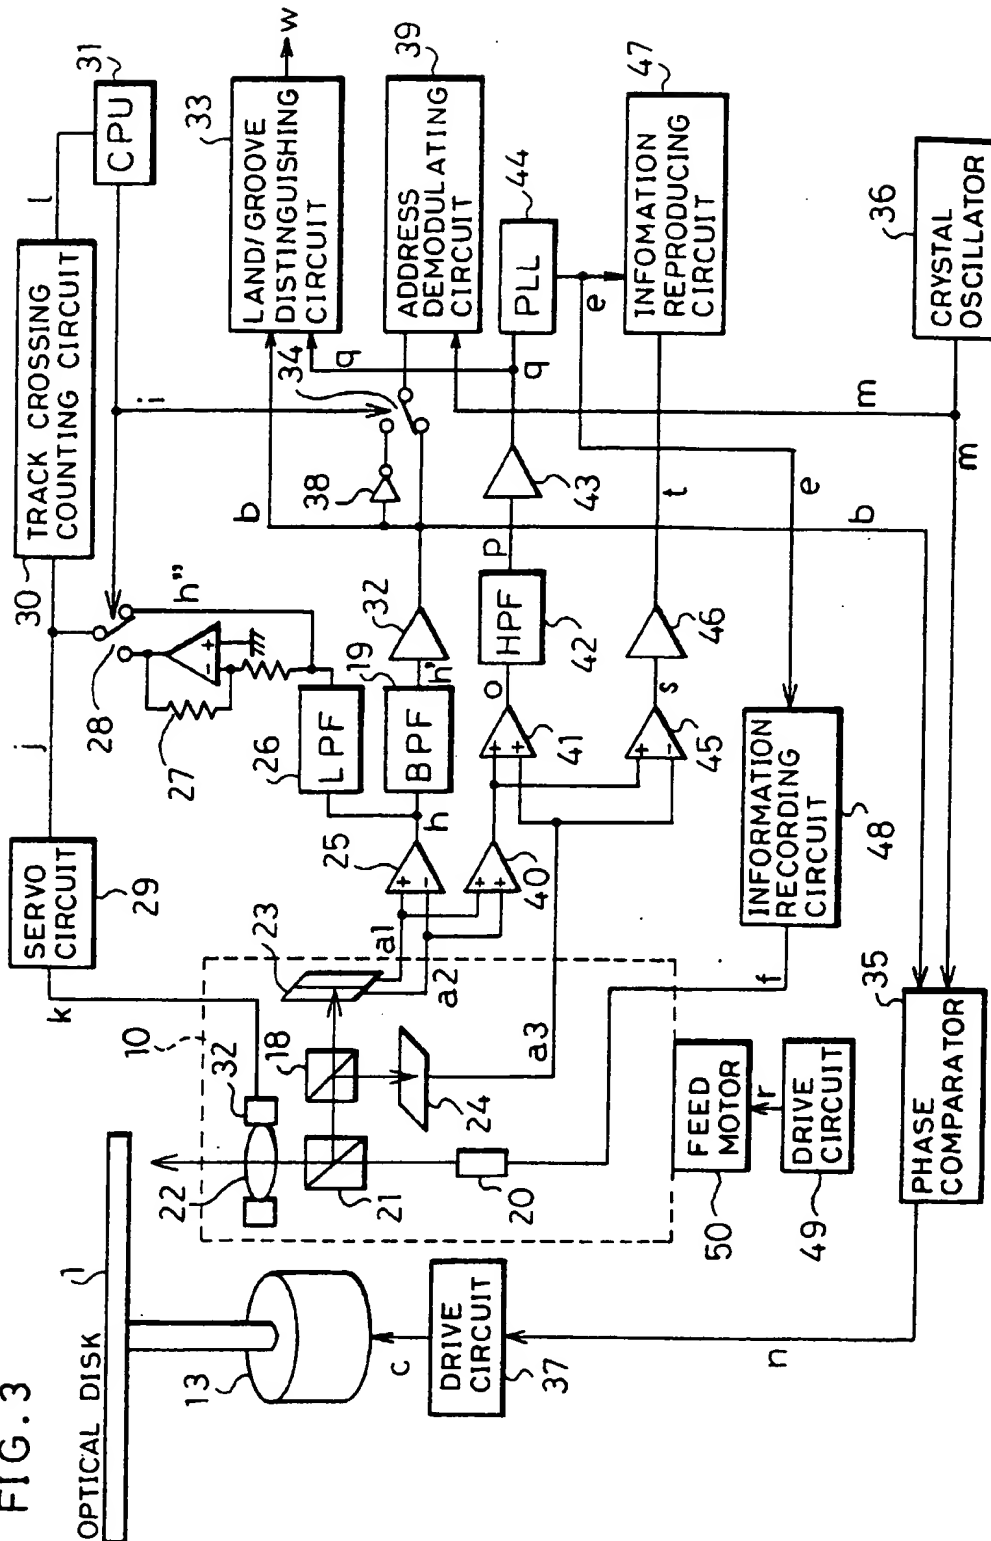 FIG. 3
OPTICAL DISK
1
13
DRIVE
CIRCUIT
37
c
n
SERVO
CIRCUIT
29
k
j
10
32
22
21
20
18
23
24
a1
a2
a3
FEED
MOTOR
50
r
DRIVE
CIRCUIT
49
f
TRACK CROSSING
COUNTING CIRCUIT
30
l
CPU
31
i
28
27
h"
LPF
26
BPF
19
h
h'
25
32
40
41
o
HPF
42
p
43
q
q
45
s
46
t
b
b
38
34
LAND/GROOVE
DISTINGUISHING
CIRCUIT
33
w
ADDRESS
DEMODULATING
CIRCUIT
39
PLL
44
e
e
INFOMATION
REPRODUCING
CIRCUIT
47
CRYSTAL
OSCILLATOR
36
m
m
INFORMATION
RECORDING
CIRCUIT
48
PHASE
COMPARATOR
35